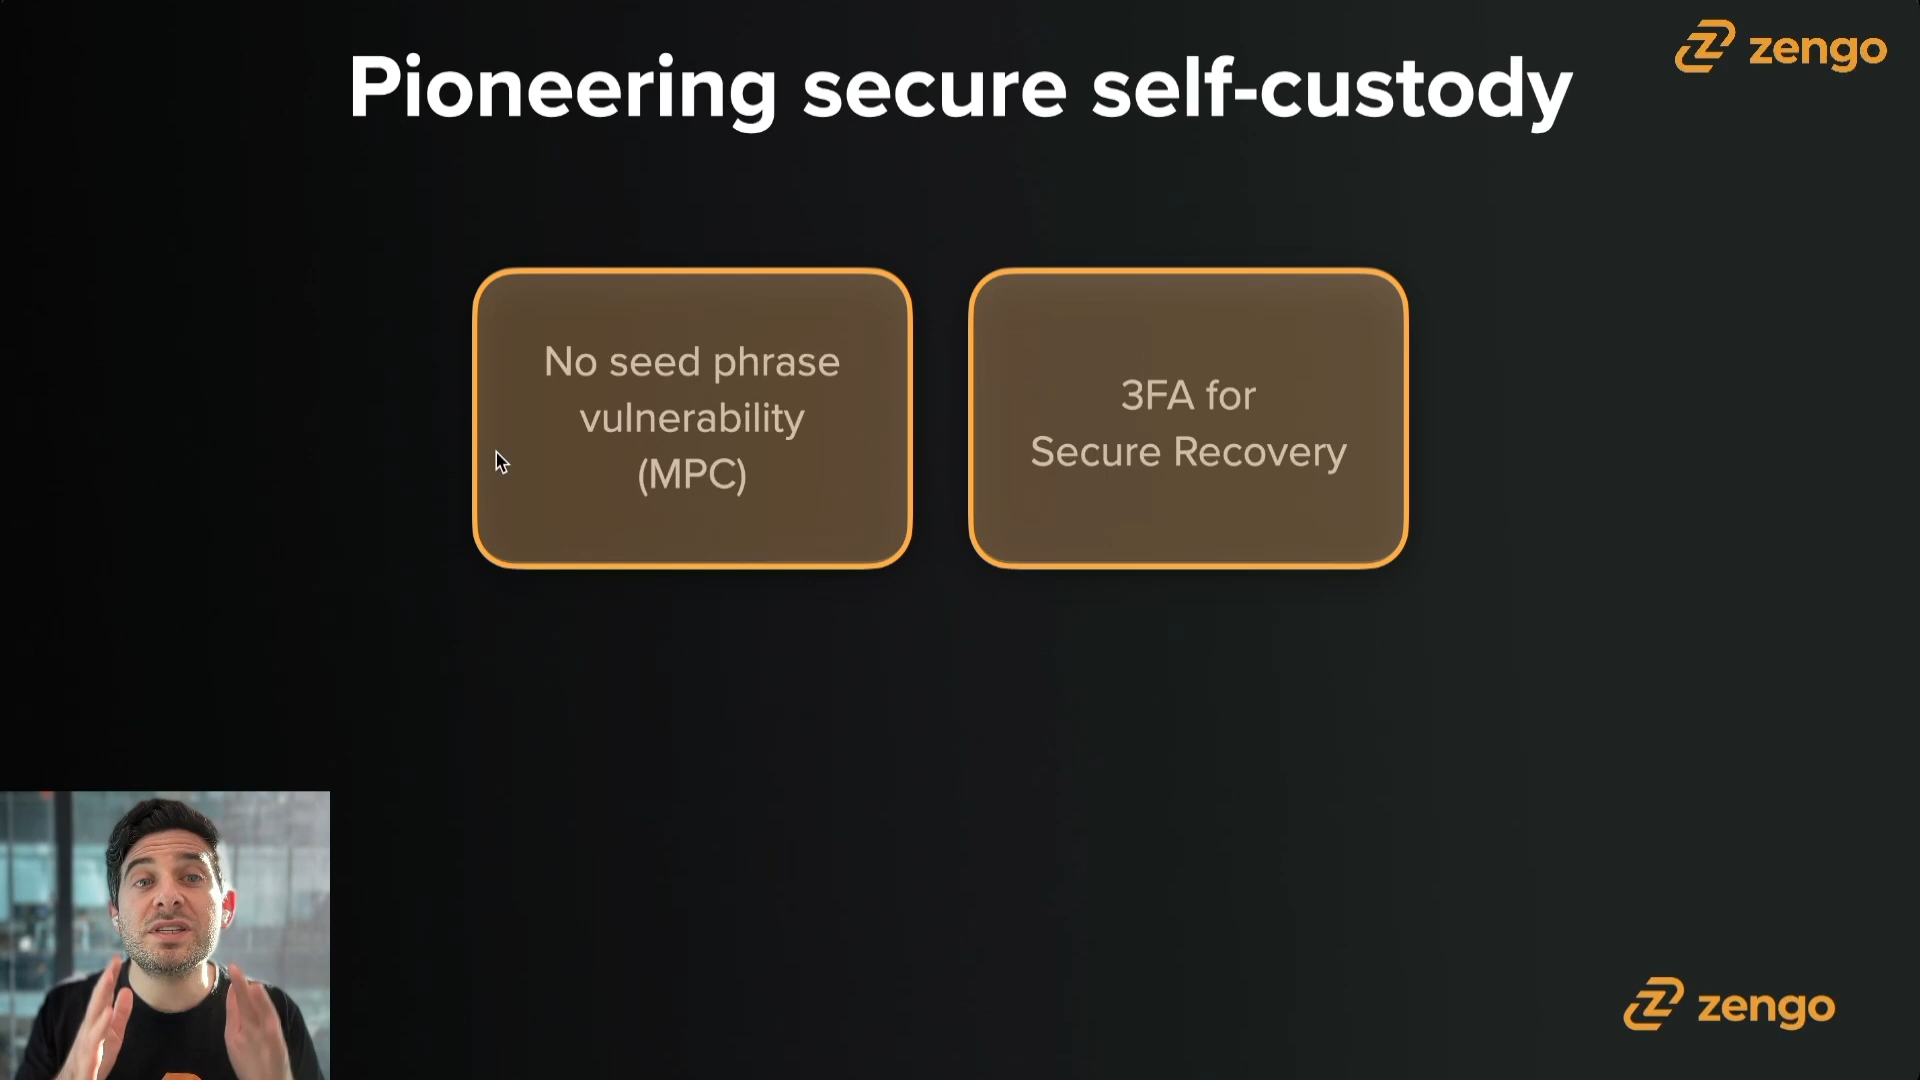 zengo
Pioneering secure self-custody
No seed phrase
vulnerability
(MPC)
3FA for
Secure Recovery
zengo